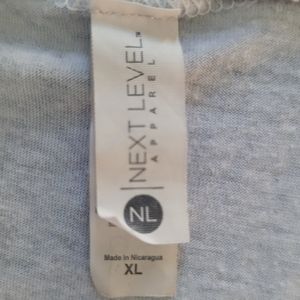 NEXT LEVEL
APPAREL
NL
Made in Nicaragua
XL